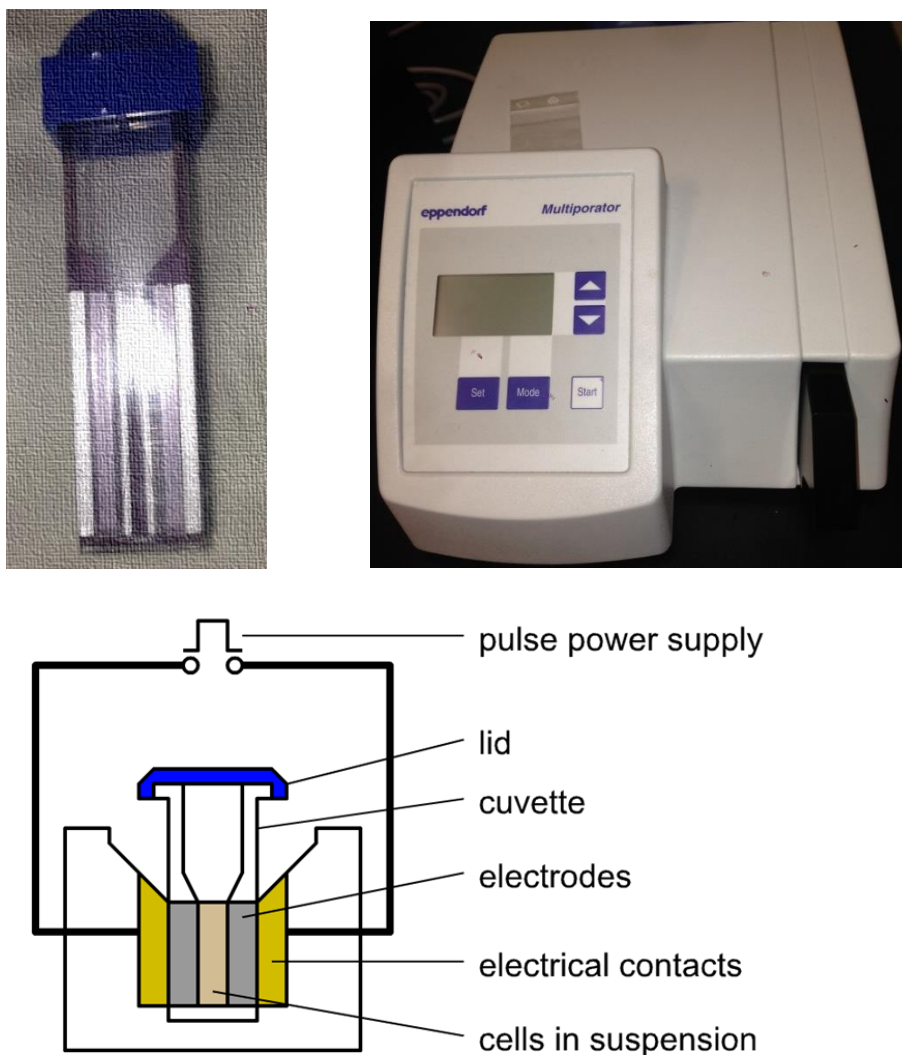 eppendorf Multiporator
Set Mode Start
pulse power supply
lid
cuvette
electrodes
electrical contacts
cells in suspension